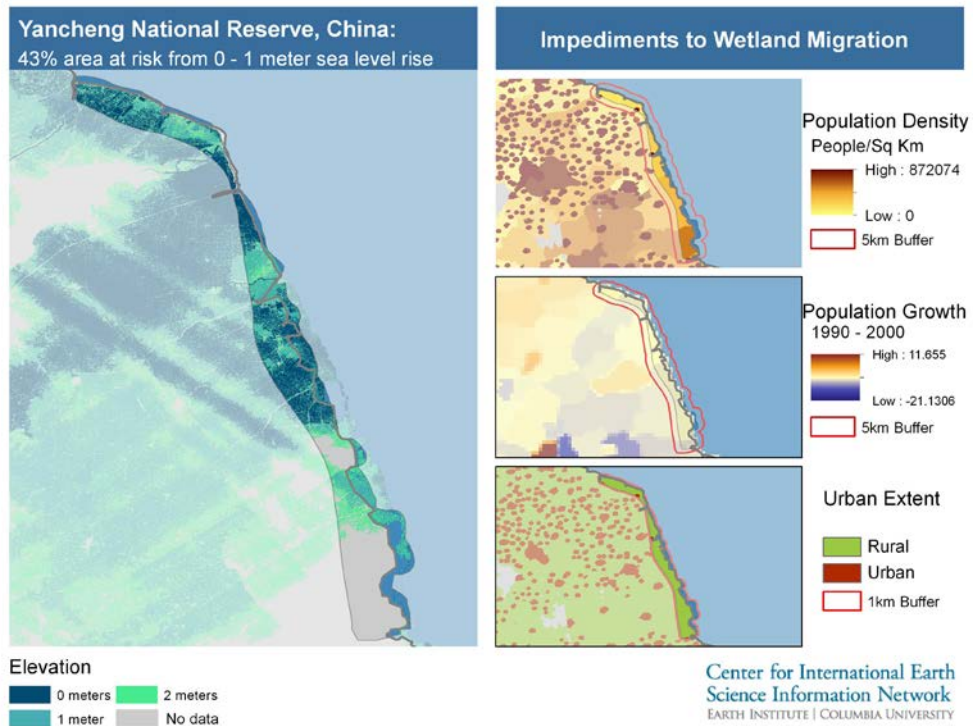 Yancheng National Reserve, China:
43% area at risk from 0 - 1 meter sea level rise
Impediments to Wetland Migration
Population Density
People/Sq Km
High : 872074
Low : 0
5km Buffer
Population Growth
1990 - 2000
High : 11.655
Low : -21.1306
5km Buffer
Urban Extent
Rural
Urban
1km Buffer
Elevation
0 meters
2 meters
1 meter
No data
Center for International Earth
Science Information Network
EARTH INSTITUTE | COLUMBIA UNIVERSITY